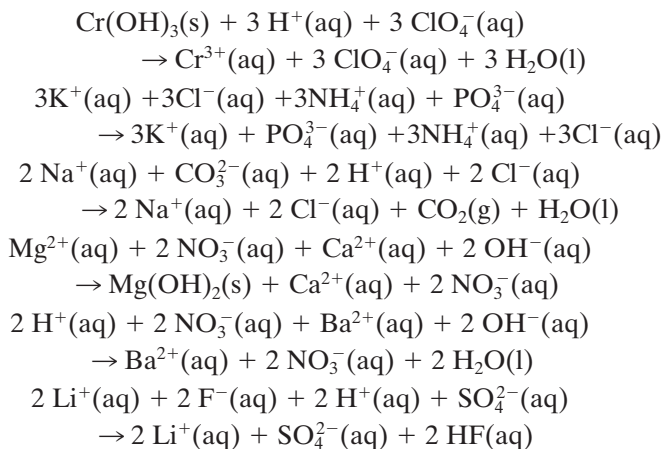 Cr(OH)₃(s) + 3 H⁺(aq) + 3 ClO₄⁻(aq)
→ Cr³⁺(aq) + 3 ClO₄⁻(aq) + 3 H₂O(l)
3K⁺(aq) +3Cl⁻(aq) +3NH₄⁺(aq) + PO₄³⁻(aq)
→ 3K⁺(aq) + PO₄³⁻(aq) +3NH₄⁺(aq) +3Cl⁻(aq)
2 Na⁺(aq) + CO₃²⁻(aq) + 2 H⁺(aq) + 2 Cl⁻(aq)
→ 2 Na⁺(aq) + 2 Cl⁻(aq) + CO₂(g) + H₂O(l)
Mg²⁺(aq) + 2 NO₃⁻(aq) + Ca²⁺(aq) + 2 OH⁻(aq)
→ Mg(OH)₂(s) + Ca²⁺(aq) + 2 NO₃⁻(aq)
2 H⁺(aq) + 2 NO₃⁻(aq) + Ba²⁺(aq) + 2 OH⁻(aq)
→ Ba²⁺(aq) + 2 NO₃⁻(aq) + 2 H₂O(l)
2 Li⁺(aq) + 2 F⁻(aq) + 2 H⁺(aq) + SO₄²⁻(aq)
→ 2 Li⁺(aq) + SO₄²⁻(aq) + 2 HF(aq)